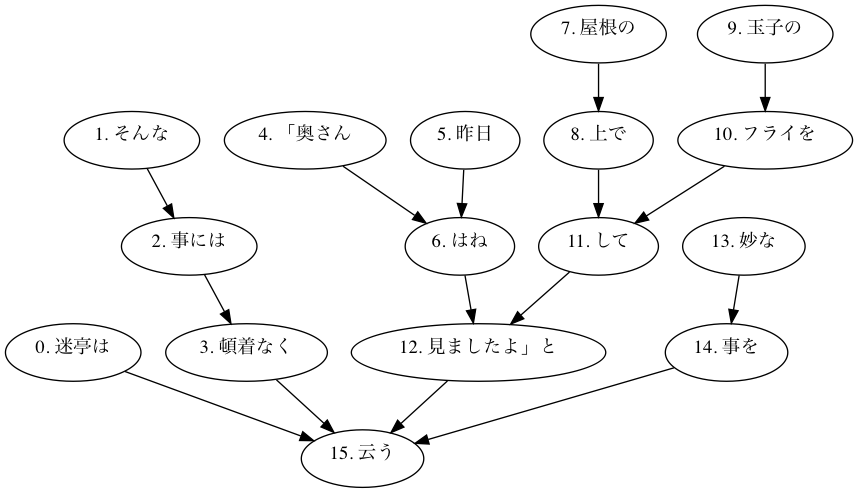 7. 屋根の
9. 玉子の
1. そんな
4. 「奥さん
5. 昨日
8. 上で
10. フライを
2. 事には
6. はね
11. して
13. 妙な
0. 迷亭は
3. 頓着なく
12. 見ましたよ」と
14. 事を
15. 云う